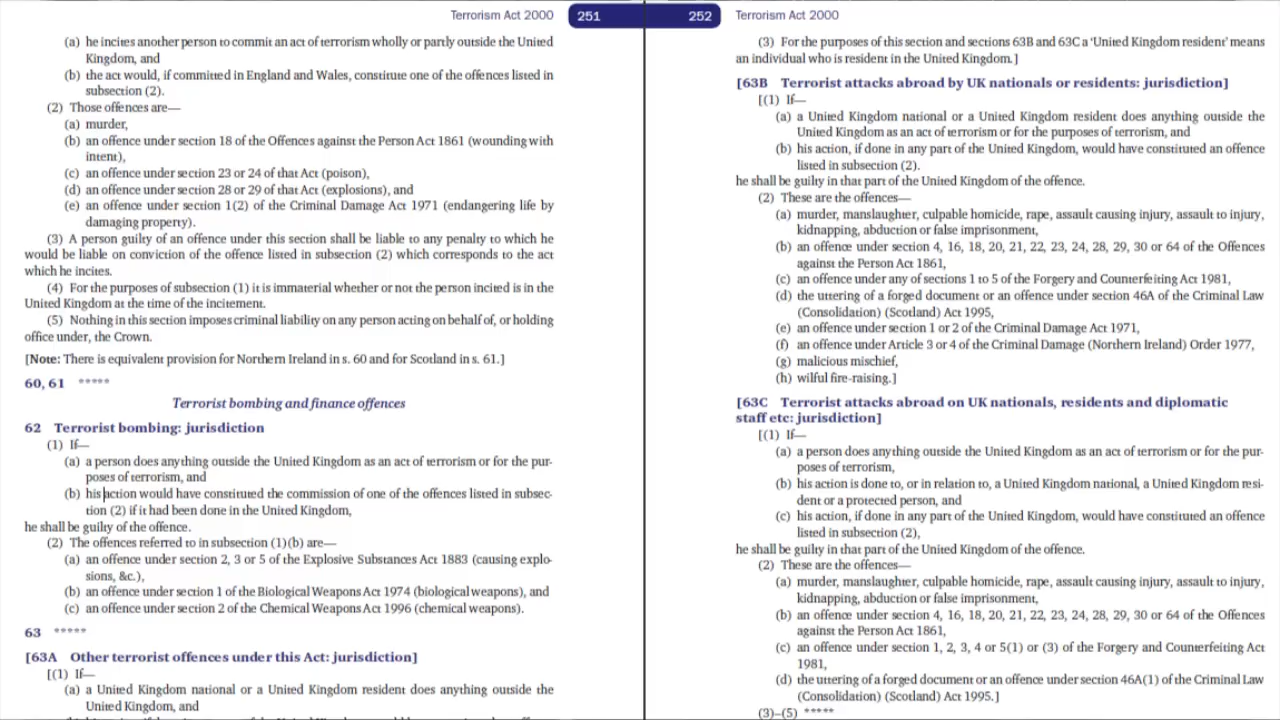 Terrorism Act 2000 251
(a) he incites another person to commit an act of terrorism wholly or partly outside the United
Kingdom, and
(b) the act would, if committed in England and Wales, constitute one of the offences listed in
subsection (2).
(2) Those offences are—
(a) murder,
(b) an offence under section 18 of the Offences against the Person Act 1861 (wounding with
intent),
(c) an offence under section 23 or 24 of that Act (poison),
(d) an offence under section 28 or 29 of that Act (explosions), and
(e) an offence under section 1(2) of the Criminal Damage Act 1971 (endangering life by
damaging property).
(3) A person guilty of an offence under this section shall be liable to any penalty to which he
would be liable on conviction of the offence listed in subsection (2) which corresponds to the act
which he incites.
(4) For the purposes of subsection (1) it is immaterial whether or not the person incited is in the
United Kingdom at the time of the incitement.
(5) Nothing in this section imposes criminal liability on any person acting on behalf of, or holding
office under, the Crown.
[Note: There is equivalent provision for Northern Ireland in s. 60 and for Scotland in s. 61.]
60, 61 *****
Terrorist bombing and finance offences
62 Terrorist bombing: jurisdiction
(1) If—
(a) a person does anything outside the United Kingdom as an act of terrorism or for the pur-
poses of terrorism, and
(b) his action would have constituted the commission of one of the offences listed in subsec-
tion (2) if it had been done in the United Kingdom,
he shall be guilty of the offence.
(2) The offences referred to in subsection (1)(b) are—
(a) an offence under section 2, 3 or 5 of the Explosive Substances Act 1883 (causing explo-
sions, &c.),
(b) an offence under section 1 of the Biological Weapons Act 1974 (biological weapons), and
(c) an offence under section 2 of the Chemical Weapons Act 1996 (chemical weapons).
63 *****
[63A Other terrorist offences under this Act: jurisdiction]
[(1) If—
(a) a United Kingdom national or a United Kingdom resident does anything outside the
United Kingdom, and
252 Terrorism Act 2000
(3) For the purposes of this section and sections 63B and 63C a ‘United Kingdom resident’ means
an individual who is resident in the United Kingdom.]
[63B Terrorist attacks abroad by UK nationals or residents: jurisdiction]
[(1) If—
(a) a United Kingdom national or a United Kingdom resident does anything outside the
United Kingdom as an act of terrorism or for the purposes of terrorism, and
(b) his action, if done in any part of the United Kingdom, would have constituted an offence
listed in subsection (2).
he shall be guilty in that part of the United Kingdom of the offence.
(2) These are the offences—
(a) murder, manslaughter, culpable homicide, rape, assault causing injury, assault to injury,
kidnapping, abduction or false imprisonment,
(b) an offence under section 4, 16, 18, 20, 21, 22, 23, 24, 28, 29, 30 or 64 of the Offences
against the Person Act 1861,
(c) an offence under any of sections 1 to 5 of the Forgery and Counterfeiting Act 1981,
(d) the uttering of a forged document or an offence under section 46A of the Criminal Law
(Consolidation) (Scotland) Act 1995,
(e) an offence under section 1 or 2 of the Criminal Damage Act 1971,
(f) an offence under Article 3 or 4 of the Criminal Damage (Northern Ireland) Order 1977,
(g) malicious mischief,
(h) wilful fire-raising.]
[63C Terrorist attacks abroad on UK nationals, residents and diplomatic
staff etc: jurisdiction]
[(1) If—
(a) a person does anything outside the United Kingdom as an act of terrorism or for the pur-
poses of terrorism,
(b) his action is done to, or in relation to, a United Kingdom national, a United Kingdom resi-
dent or a protected person, and
(c) his action, if done in any part of the United Kingdom, would have constituted an offence
listed in subsection (2),
he shall be guilty in that part of the United Kingdom of the offence.
(2) These are the offences—
(a) murder, manslaughter, culpable homicide, rape, assault causing injury, assault to injury,
kidnapping, abduction or false imprisonment,
(b) an offence under section 4, 16, 18, 20, 21, 22, 23, 24, 28, 29, 30 or 64 of the Offences
against the Person Act 1861,
(c) an offence under section 1, 2, 3, 4 or 5(1) or (3) of the Forgery and Counterfeiting Act
1981,
(d) the uttering of a forged document or an offence under section 46A(1) of the Criminal Law
(Consolidation) (Scotland) Act 1995.]
(3)–(5) *****